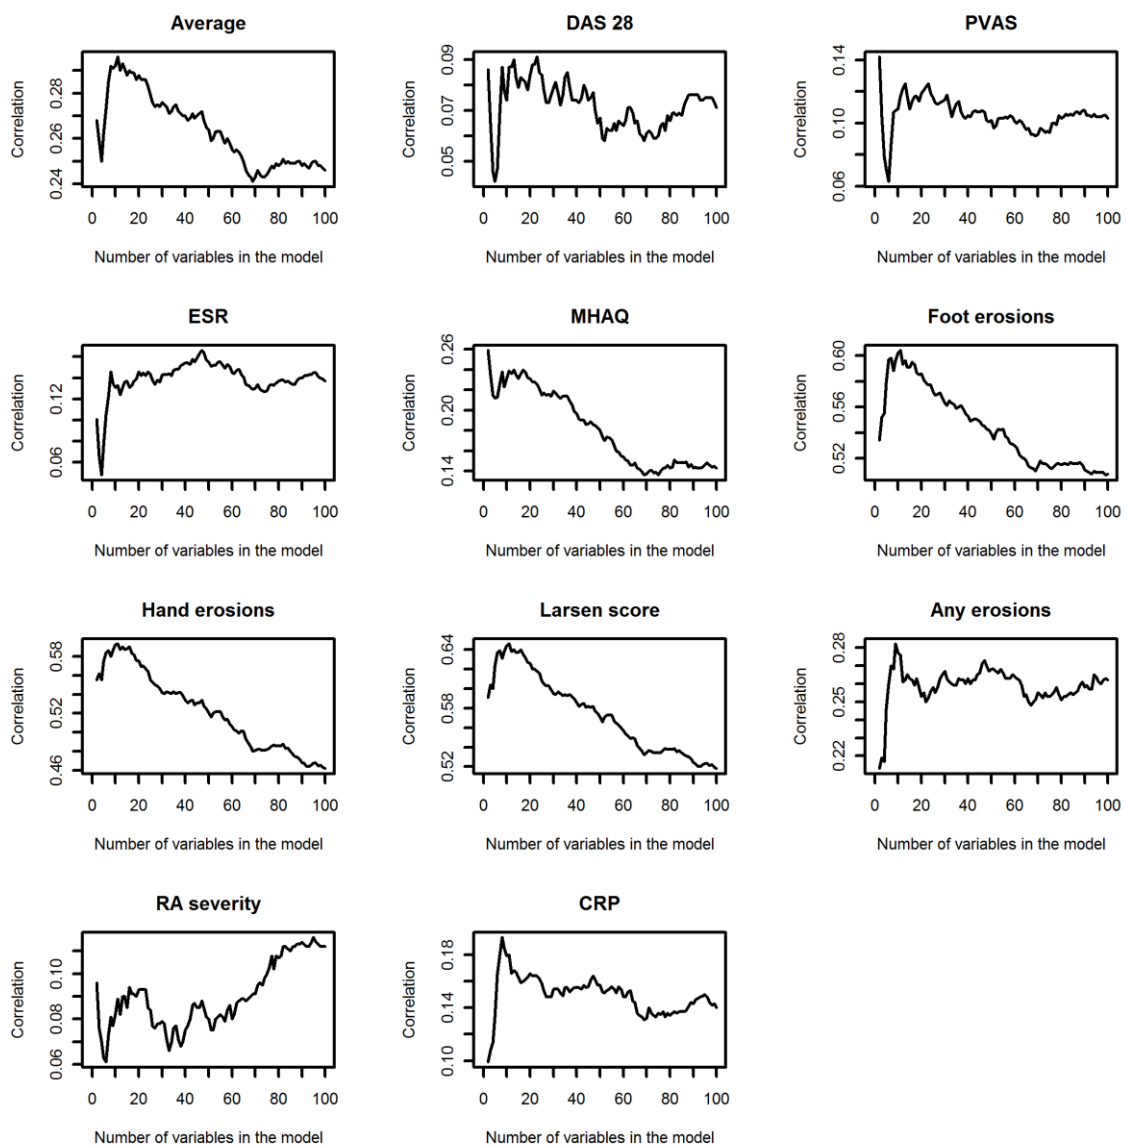 Average
DAS 28
PVAS
Correlation
0.24 0.26 0.28
0 20 40 60 80 100
Number of variables in the model
Correlation
0.05 0.07 0.09
0 20 40 60 80 100
Number of variables in the model
Correlation
0.06 0.10 0.14
0 20 40 60 80 100
Number of variables in the model
ESR
MHAQ
Foot erosions
Correlation
0.06 0.12
0 20 40 60 80 100
Number of variables in the model
Correlation
0.14 0.20 0.26
0 20 40 60 80 100
Number of variables in the model
Correlation
0.52 0.56 0.60
0 20 40 60 80 100
Number of variables in the model
Hand erosions
Larsen score
Any erosions
Correlation
0.46 0.52 0.58
0 20 40 60 80 100
Number of variables in the model
Correlation
0.52 0.58 0.64
0 20 40 60 80 100
Number of variables in the model
Correlation
0.22 0.25 0.28
0 20 40 60 80 100
Number of variables in the model
RA severity
CRP
Correlation
0.06 0.08 0.10
0 20 40 60 80 100
Number of variables in the model
Correlation
0.10 0.14 0.18
0 20 40 60 80 100
Number of variables in the model